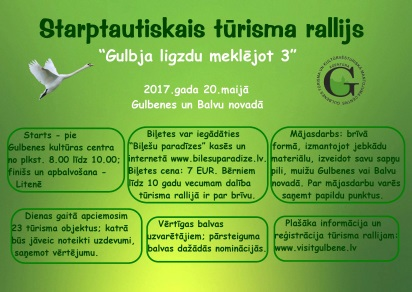 Starptautiskais tūrisma rallijs
“Gulbja ligzdu meklējot 3”
2017.gada 20.maijā
Gulbenes un Balvu novadā
Starts - pie
Gulbenes kultūras centra
no plkst. 8.00 līdz 10.00;
finišs un apbalvošana -
Litenē
Biļetes var iegādāties
“Biļešu paradīzes” kasēs un
internetā www.bilesuparadize.lv.
Biļetes cena: 7 EUR. Bērniem
līdz 10 gadu vecumam dalība
tūrisma rallijā ir par brīvu.
Mājasdarbs: brīvā
formā, izmantojot jebkādu
materiālu, izveidot savu sapņu
pili, muižu Gulbenes vai Balvu
novadā. Par mājasdarbu varēs
saņemt papildu punktus.
Dienas gaitā apciemosim
23 tūrisma objektus; katrā
būs jāveic noteikti uzdevumi,
saņemot vērtējumu.
Vērtīgas balvas
uzvarētājiem; pārsteiguma
balvas dažādās nominācijās.
Plašāka informācija un
reģistrācija tūrisma rallijam:
www.visitgulbene.lv